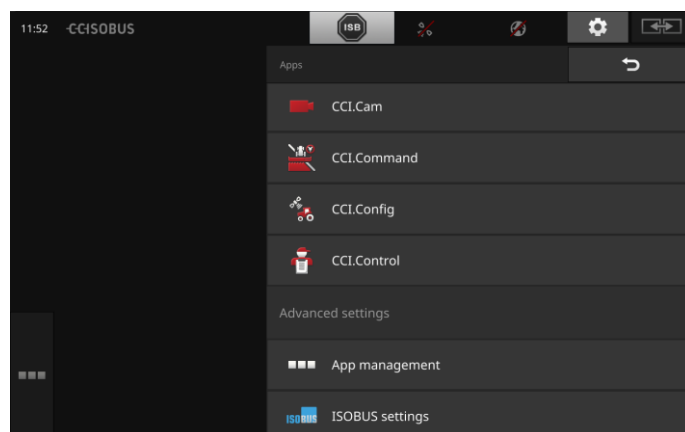 11:52 CCISOBUS ISB
Apps
CCI.Cam
CCI.Command
CCI.Config
CCI.Control
Advanced settings
App management
ISOBUS ISOBUS settings